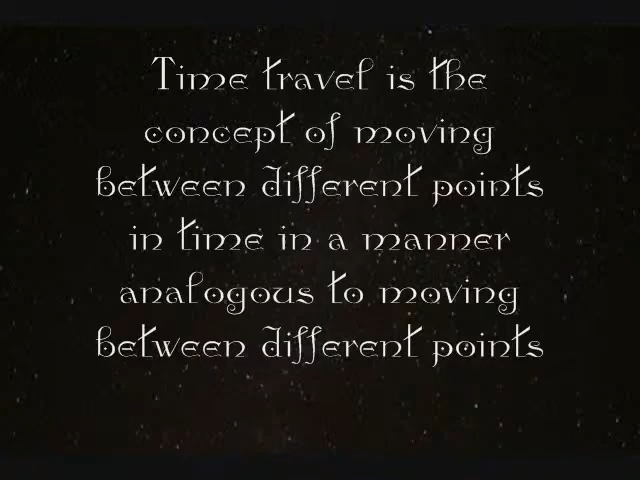 Time travel is the
concept of moving
between different points
in time in a manner
analogous to moving
between different points